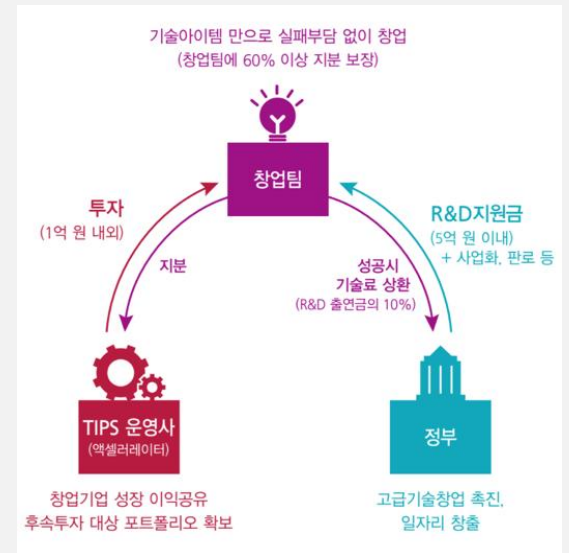 기술아이템 만으로 실패부담 없이 창업
(창업팀에 60% 이상 지분 보장)
창업팀
투자
(1억 원 내외)
지분
R&D지원금
(5억 원 이내)
+ 사업화, 판로 등
성공시
기술료 상환
(R&D 출연금의 10%)
TIPS 운영사
(액셀러레이터)
정부
창업기업 성장 이익공유
후속투자 대상 포트폴리오 확보
고급기술창업 촉진,
일자리 창출